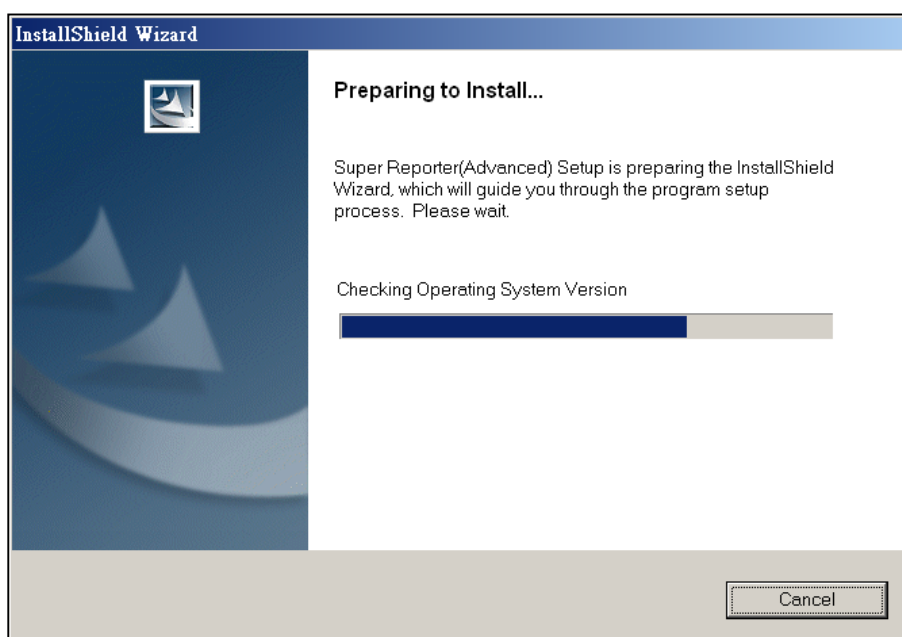 InstallShield Wizard
Preparing to Install...
Super Reporter(Advanced) Setup is preparing the InstallShield
Wizard, which will guide you through the program setup
process.  Please wait.
Checking Operating System Version
Cancel